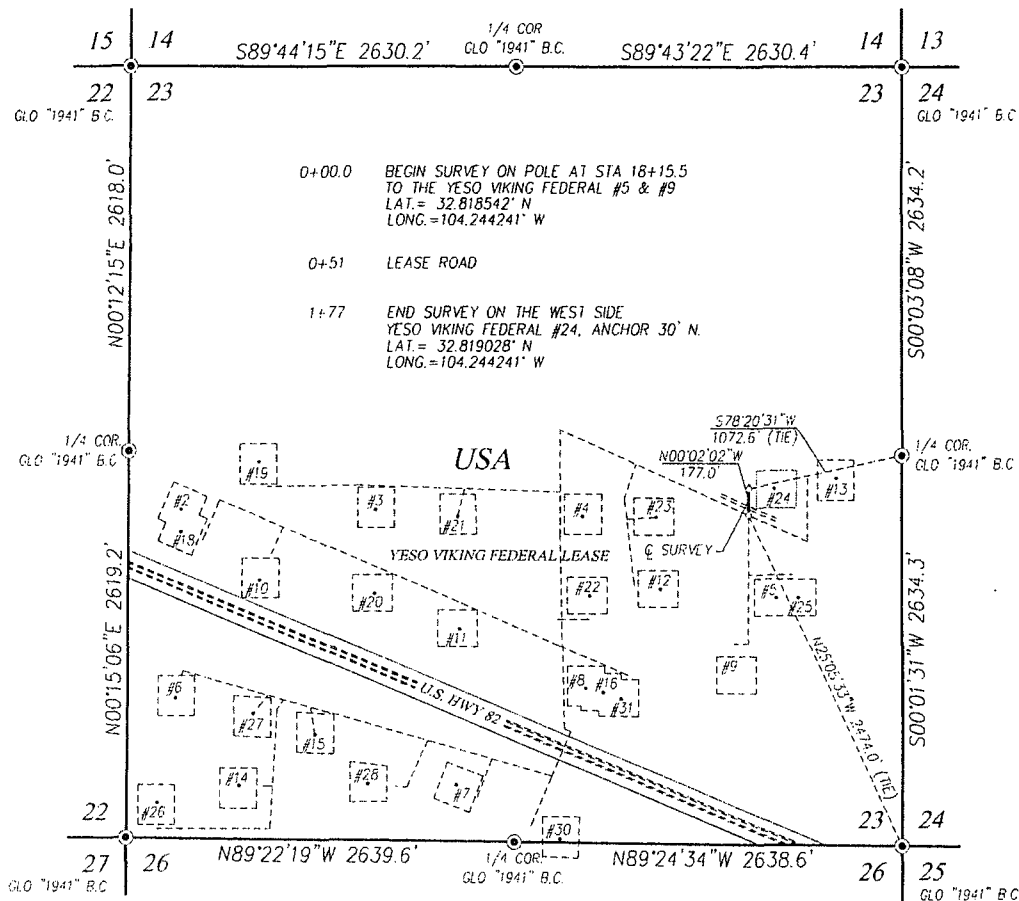 15 14
S89°44'15"E 2630.2'
1/4 COR
GLO "1941" B.C.
S89°43'22"E 2630.4'
14 13
22 23
GLO "1941" B.C.
23 24
GLO "1941" B.C
N00°12'15"E 2618.0'
S00°03'08"W 2634.2'
0+00.0 BEGIN SURVEY ON POLE AT STA 18+15.5
TO THE YESO VIKING FEDERAL #5 & #9
LAT.= 32.818542° N
LONG.=104.244241° W
0+51 LEASE ROAD
1+77 END SURVEY ON THE WEST SIDE
YESO VIKING FEDERAL #24, ANCHOR 30' N.
LAT.= 32.819028° N
LONG.=104.244241° W
S78°20'31"W
1072.6' (TIE)
1/4 COR.
GLO "1941" B.C
USA
N00°02'02"W
177.0'
1/4 COR.
GLO "1941" B.C
#19
#24
#13
#2
#3
#21
#4
#23
#18
YESO VIKING FEDERAL LEASE
℄ SURVEY
N00°15'06"E 2619.2'
S00°01'31"W 2634.3'
#10
#20
#22
#12
#5
#25
#11
N25°05'33"W 2474.0' (TIE)
#9
#6
#8
#16
#31
U.S. HWY 82
#27
#15
#14
#28
#7
#26
#30
22
23 24
N89°22'19"W 2639.6'
1/4 COR.
GLO "1941" B.C.
N89°24'34"W 2638.6'
27 26
GLO "1941" B.C
26 25
GLO "1941" B.C